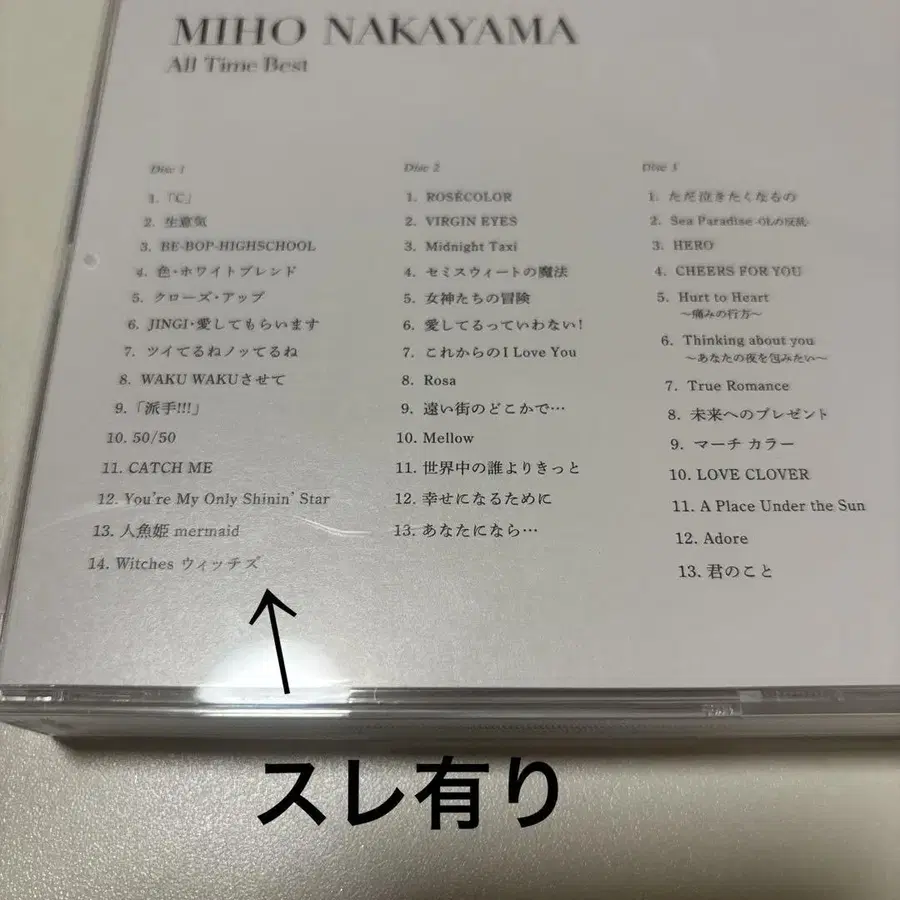 MIHO NAKAYAMA
All Time Best
Disc 1
1.「C」
2. 生意気
3. BE-BOP-HIGHSCHOOL
4. 色・ホワイトブレンド
5. クローズ・アップ
6. JINGI・愛してもらいます
7. ツイてるねノッてるね
8. WAKU WAKUさせて
9.「派手!!!」
10. 50/50
11. CATCH ME
12. You're My Only Shinin' Star
13. 人魚姫 mermaid
14. Witches ウィッチズ
Disc 2
1. ROSÉCOLOR
2. VIRGIN EYES
3. Midnight Taxi
4. セミスウィートの魔法
5. 女神たちの冒険
6. 愛してるっていわない!
7. これからのI Love You
8. Rosa
9. 遠い街のどこかで…
10. Mellow
11. 世界中の誰よりきっと
12. 幸せになるために
13. あなたになら…
Disc 3
1. ただ泣きたくなるの
2. Sea Paradise -OLの反乱-
3. HERO
4. CHEERS FOR YOU
5. Hurt to Heart
〜痛みの行方〜
6. Thinking about you
〜あなたの夜を包みたい〜
7. True Romance
8. 未来へのプレゼント
9. マーチ カラー
10. LOVE CLOVER
11. A Place Under the Sun
12. Adore
13. 君のこと
スレ有り